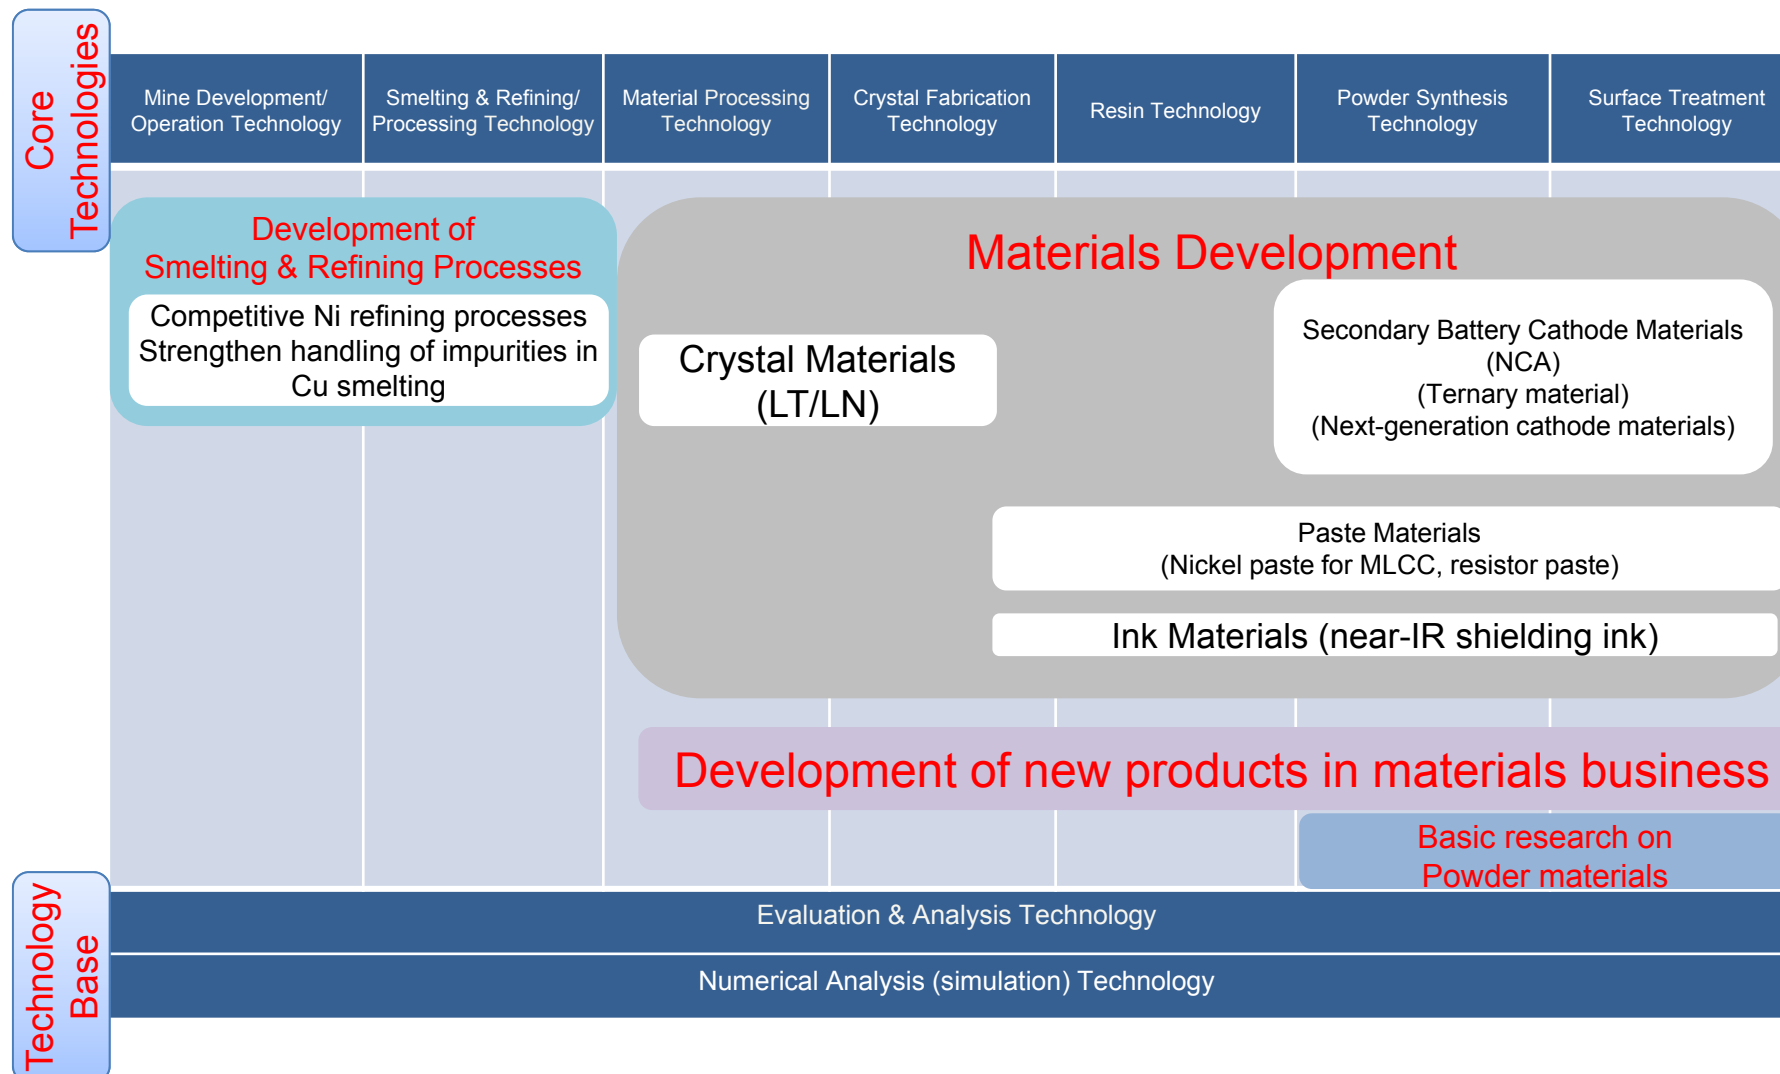 Core
Technologies
Mine Development/
Operation Technology
Smelting & Refining/
Processing Technology
Material Processing
Technology
Crystal Fabrication
Technology
Resin Technology
Powder Synthesis
Technology
Surface Treatment
Technology
Development of
Smelting & Refining Processes
Competitive Ni refining processes
Strengthen handling of impurities in
Cu smelting
Materials Development
Crystal Materials
(LT/LN)
Secondary Battery Cathode Materials
(NCA)
(Ternary material)
(Next-generation cathode materials)
Paste Materials
(Nickel paste for MLCC, resistor paste)
Ink Materials (near-IR shielding ink)
Development of new products in materials business
Basic research on
Powder materials
Technology
Base
Evaluation & Analysis Technology
Numerical Analysis (simulation) Technology